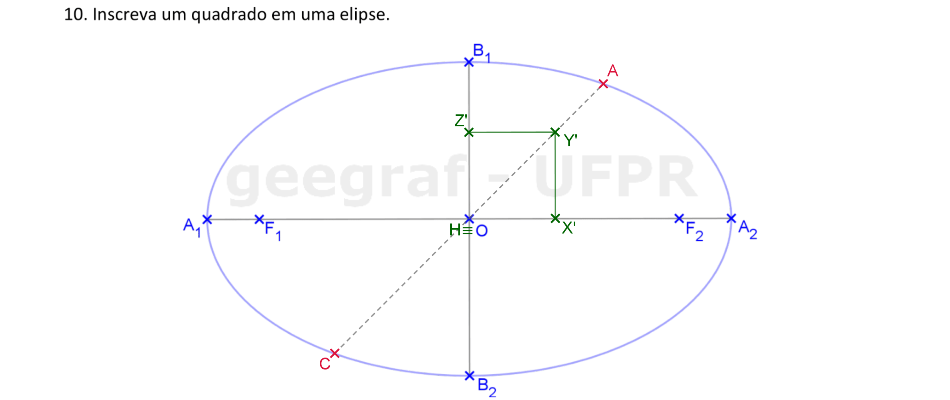 10. Inscreva um quadrado em uma elipse.
B1
A
Z'
Y'
geegraf - UFPR
A1
F1
H≡O
X'
F2
A2
C
B2